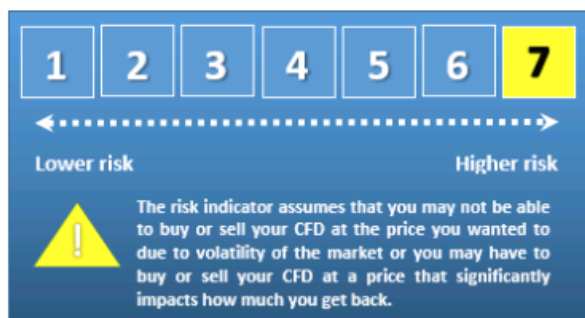 1 2 3 4 5 6 7
Lower risk Higher risk
!
The risk indicator assumes that you may not be able
to buy or sell your CFD at the price you wanted to
due to volatility of the market or you may have to
buy or sell your CFD at a price that significantly
impacts how much you get back.